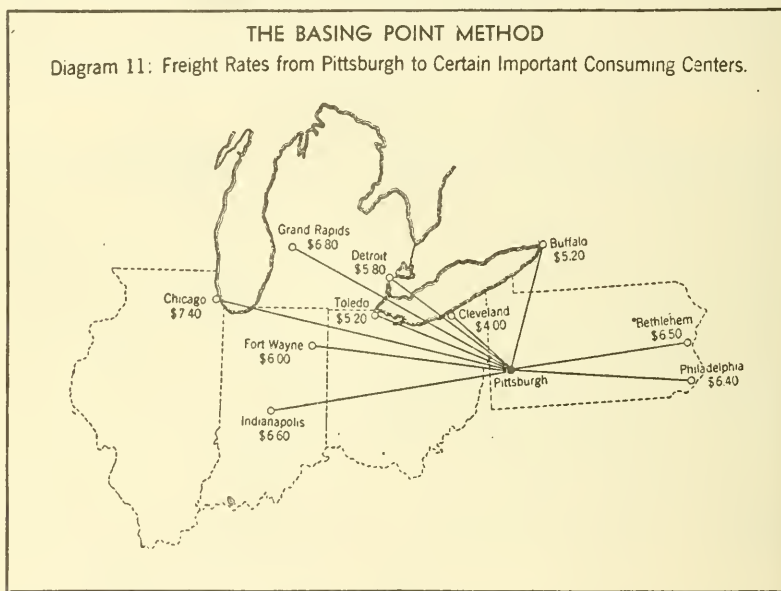 THE BASING POINT METHOD
Diagram 11: Freight Rates from Pittsburgh to Certain Important Consuming Centers.
Grand Rapids
$6.80
Detroit
$5.80
Buffalo
$5.20
Chicago
$7.40
Toledo
$5.20
Cleveland
$4.00
Fort Wayne
$6.00
Bethlehem
$6.50
Pittsburgh
Philadelphia
$6.40
Indianapolis
$6.60